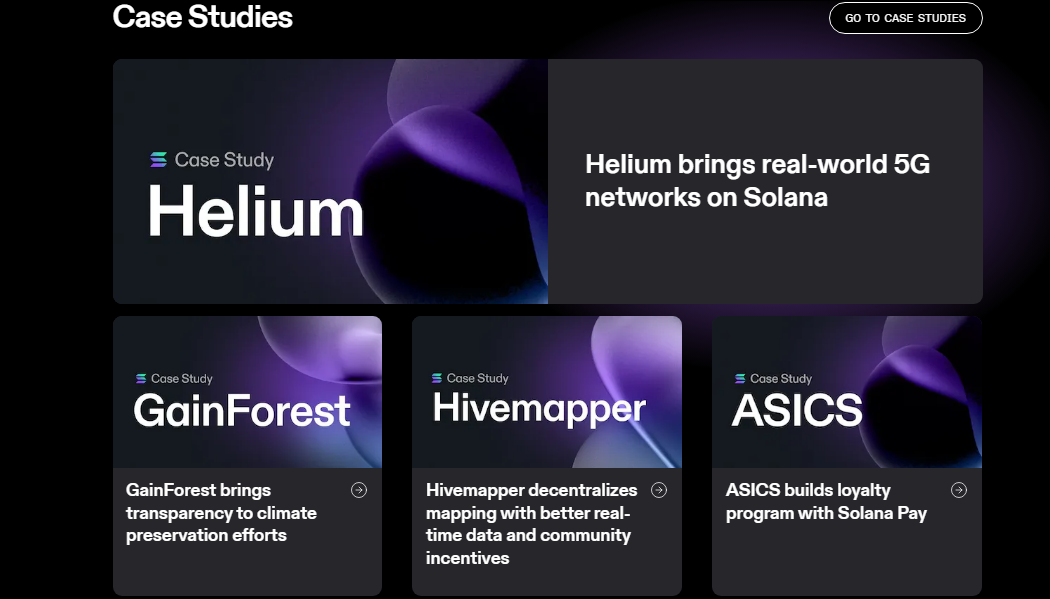 Case Studies
GO TO CASE STUDIES
Case Study
Helium
Helium brings real-world 5G
networks on Solana
Case Study
GainForest
GainForest brings
transparency to climate
preservation efforts
Case Study
Hivemapper
Hivemapper decentralizes
mapping with better real-
time data and community
incentives
Case Study
ASICS
ASICS builds loyalty
program with Solana Pay